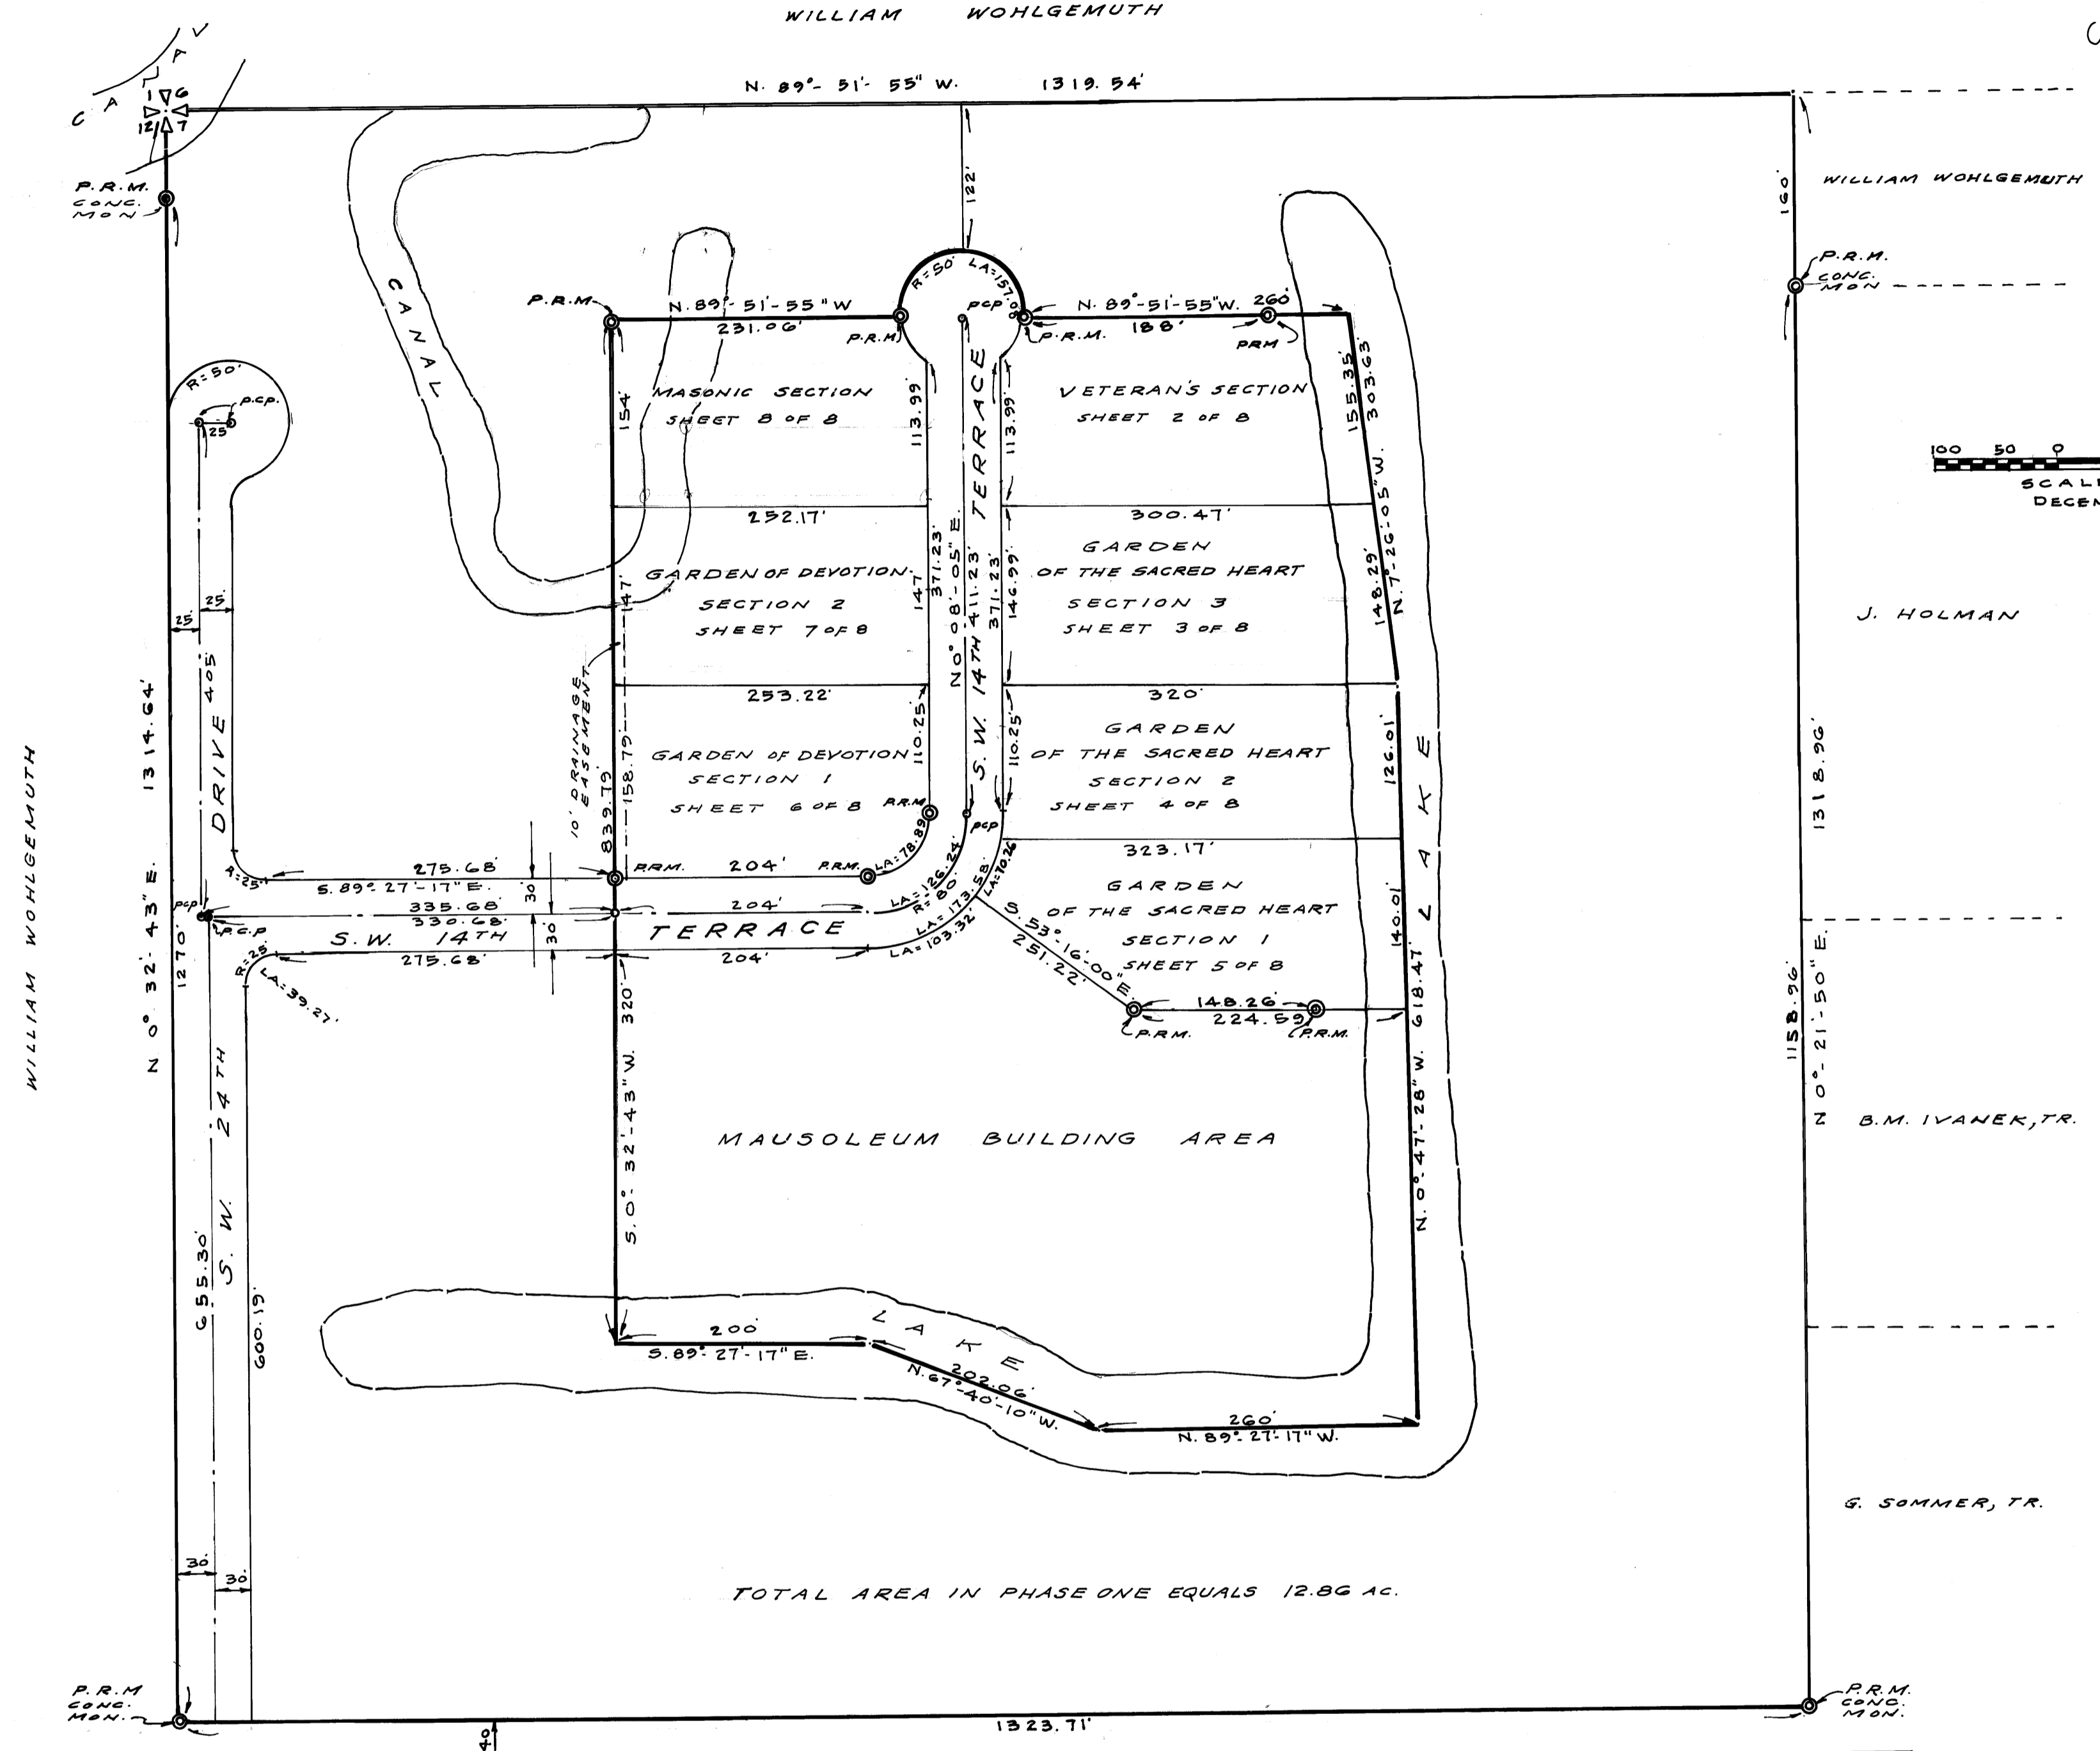 WILLIAM WOHLGEMUTH
N. 89°- 51'- 55" W. 1319.54'
CANAL
1 6
12 7
P.R.M.
CONC.
MON
122'
160'
WILLIAM WOHLGEMUTH
P.R.M.
CONC.
MON
CANAL
R=50' LA=157.08
P.R.M
N. 89°-51'-55" W
231.06'
P.R.M
PCP
P.R.M.
N. 89°-51'-55" W. 260'
188'
PRM
R=50'
P.C.P.
25'
154'
MASONIC SECTION
SHEET 8 OF 8
113.99'
113.99'
VETERAN'S SECTION
SHEET 2 OF 8
155.35'
303.63'
N. 7°-26'-05" W.
148.29'
100 50 0
252.17'
300.47'
147'
GARDEN OF DEVOTION
SECTION 2
SHEET 7 OF 8
147
371.23'
N 0° 08'-05" E.
411.23'
371.23'
146.99'
S.W. 14TH TERRACE
GARDEN
OF THE SACRED HEART
SECTION 3
SHEET 3 OF 8
J. HOLMAN
25'
25'
DRIVE 405'
10' DRAINAGE
EASEMENT
253.22'
320'
839.79'
158.79'
GARDEN OF DEVOTION
SECTION 1
SHEET 6 OF 8
110.25'
P.R.M
PCP
110.25'
GARDEN
OF THE SACRED HEART
SECTION 2
SHEET 4 OF 8
126.01'
LAKE
1318.96'
WILLIAM WOHLGEMUTH
N 0° 32'-43" E. 1314.64'
1270'
R=25'
275.68'
S. 89°-27'-17" E.
30'
P.R.M.
204'
P.R.M.
LA=78.89
323.17'
PCP
P.C.P
335.68'
330.68'
204'
LA=126.24'
R=80'
LA=173.58'
LA=70.26'
LA=103.32'
S.W. 14TH TERRACE
30'
275.68'
204'
R=25'
LA=39.27'
S. 53°-16'-00" E.
251.22'
GARDEN
OF THE SACRED HEART
SECTION 1
SHEET 5 OF 8
140.01'
148.26'
224.59
P.R.M.
P.R.M.
320'
S. 0° 32'-43" W.
N. 0°-47'-28" W. 618.47'
1158.96'
N 0°-21'-50" E.
MAUSOLEUM BUILDING AREA
B.M. IVANEK, TR.
S.W. 24TH
655.30'
600.19'
LAKE
200'
S. 89°-27'-17" E.
202.06'
N. 67°-40'-10" W.
260'
N. 89°-27'-17" W.
G. SOMMER, TR.
30'
30'
TOTAL AREA IN PHASE ONE EQUALS 12.86 AC.
P.R.M
CONC.
MON.
40
1323.71'
P.R.M.
CONC.
MON.